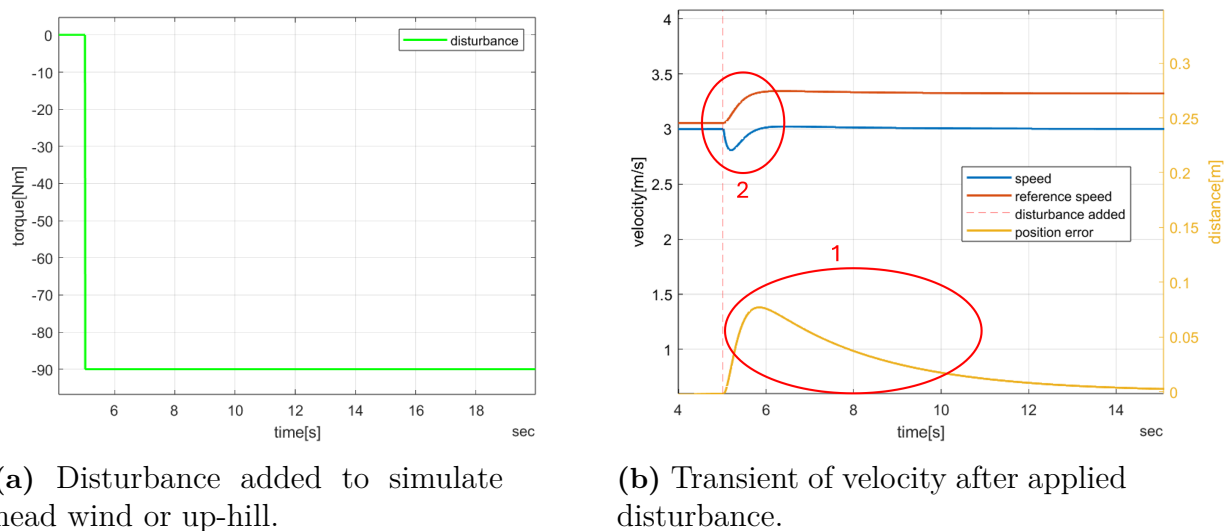 disturbance
0
-10
-20
-30
-40
-50
-60
-70
-80
-90
torque[Nm]
6
8
10
12
14
16
18
time[s]
sec
4
3.5
3
2.5
2
1.5
1
velocity[m/s]
0.3
0.25
0.2
0.15
0.1
0.05
0
distance[m]
2
1
speed
reference speed
disturbance added
position error
4
6
8
10
12
14
time[s]
sec
a) Disturbance added to simulate
head wind or up-hill.
(b) Transient of velocity after applied
disturbance.